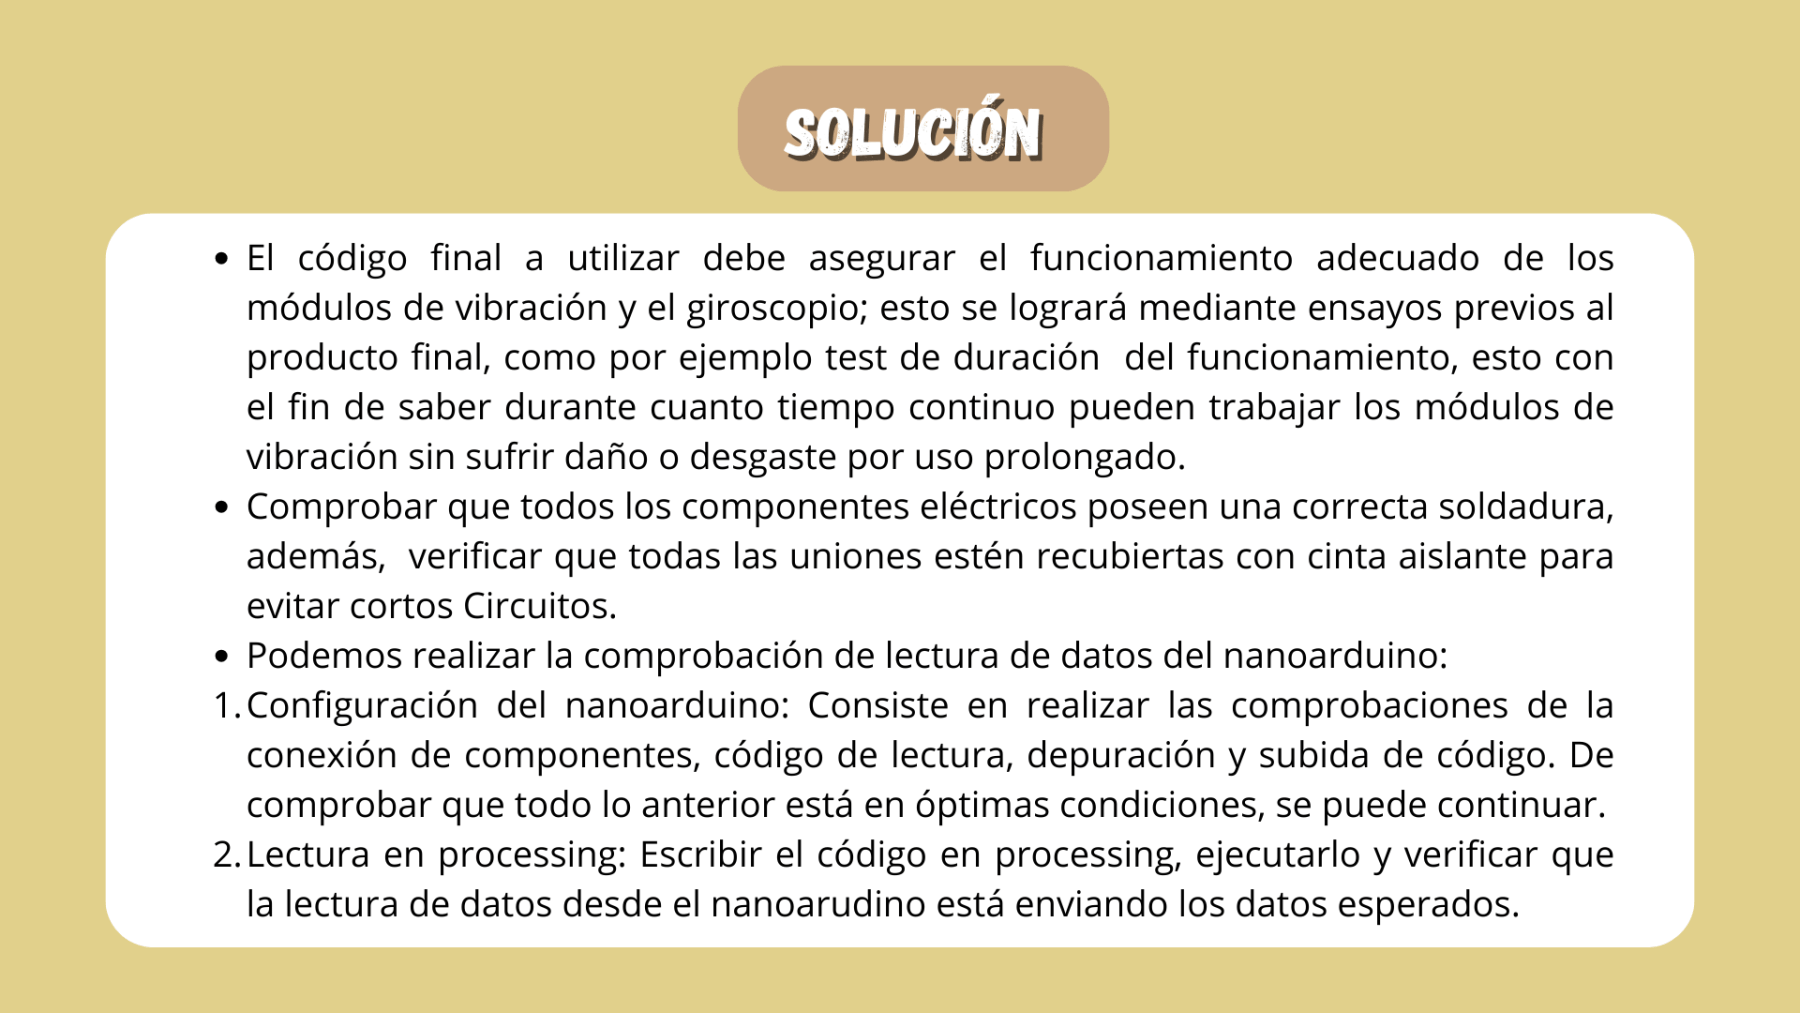 SOLUCIÓN
• El código final a utilizar debe asegurar el funcionamiento adecuado de los
módulos de vibración y el giroscopio; esto se logrará mediante ensayos previos al
producto final, como por ejemplo test de duración  del funcionamiento, esto con
el fin de saber durante cuanto tiempo continuo pueden trabajar los módulos de
vibración sin sufrir daño o desgaste por uso prolongado.
• Comprobar que todos los componentes eléctricos poseen una correcta soldadura,
además,  verificar que todas las uniones estén recubiertas con cinta aislante para
evitar cortos Circuitos.
• Podemos realizar la comprobación de lectura de datos del nanoarduino:
1. Configuración del nanoarduino: Consiste en realizar las comprobaciones de la
conexión de componentes, código de lectura, depuración y subida de código. De
comprobar que todo lo anterior está en óptimas condiciones, se puede continuar.
2. Lectura en processing: Escribir el código en processing, ejecutarlo y verificar que
la lectura de datos desde el nanoarudino está enviando los datos esperados.